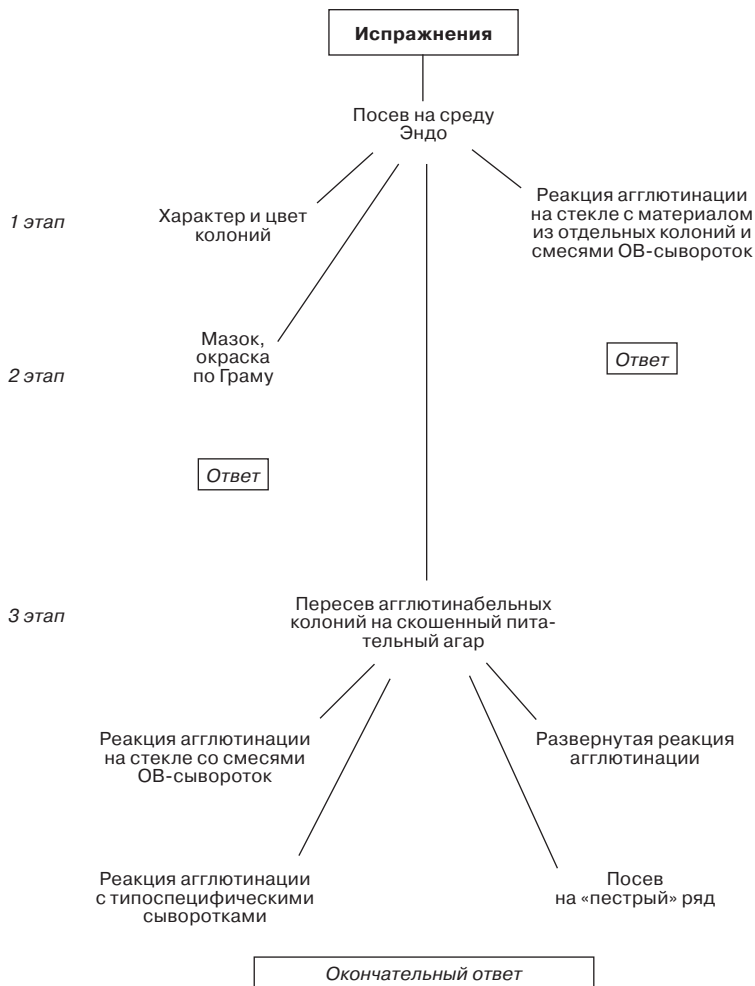 Испражнения
Посев на среду
Эндо
1 этап
Характер и цвет
колоний
Реакция агглютинации
на стекле с материалом
из отдельных колоний и
смесями ОВ-сывороток
Мазок,
окраска
по Граму
2 этап
Ответ
Ответ
3 этап
Пересев агглютинабельных
колоний на скошенный пита-
тельный агар
Реакция агглютинации
на стекле со смесями
ОВ-сывороток
Развернутая реакция
агглютинации
Реакция агглютинации
с типоспецифическими
сыворотками
Посев
на «пестрый» ряд
Окончательный ответ